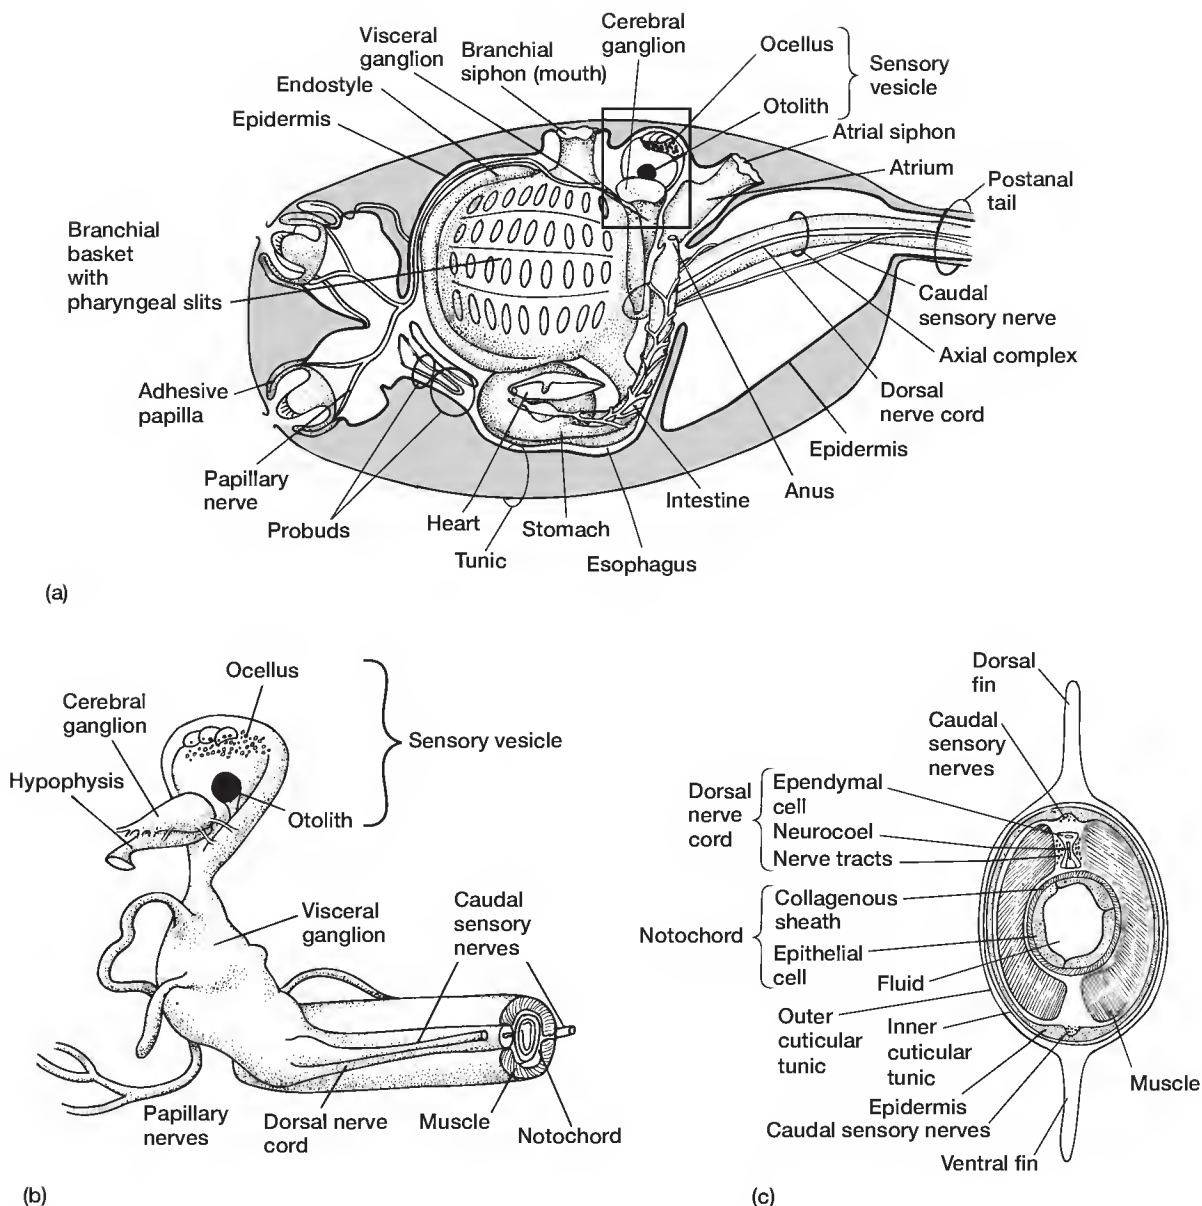 Visceral
ganglion
Branchial
siphon (mouth)
Cerebral
ganglion
Ocellus
Otolith
Sensory
vesicle
Endostyle
Epidermis
Atrial siphon
Atrium
Postanal
tail
Branchial
basket
with
pharyngeal slits
Caudal
sensory nerve
Axial complex
Adhesive
papilla
Dorsal
nerve cord
Epidermis
Papillary
nerve
Probuds
Heart
Tunic
Stomach
Esophagus
Intestine
Anus
(a)
Ocellus
Cerebral
ganglion
Sensory vesicle
Hypophysis
Otolith
Visceral
ganglion
Caudal
sensory
nerves
Papillary
nerves
Dorsal nerve
cord
Muscle
Notochord
(b)
Dorsal
fin
Caudal
sensory
nerves
Dorsal
nerve
cord
Ependymal
cell
Neurocoel
Nerve tracts
Notochord
Collagenous
sheath
Epithelial
cell
Fluid
Outer
cuticular
tunic
Inner
cuticular
tunic
Muscle
Epidermis
Caudal sensory nerves
Ventral fin
(c)